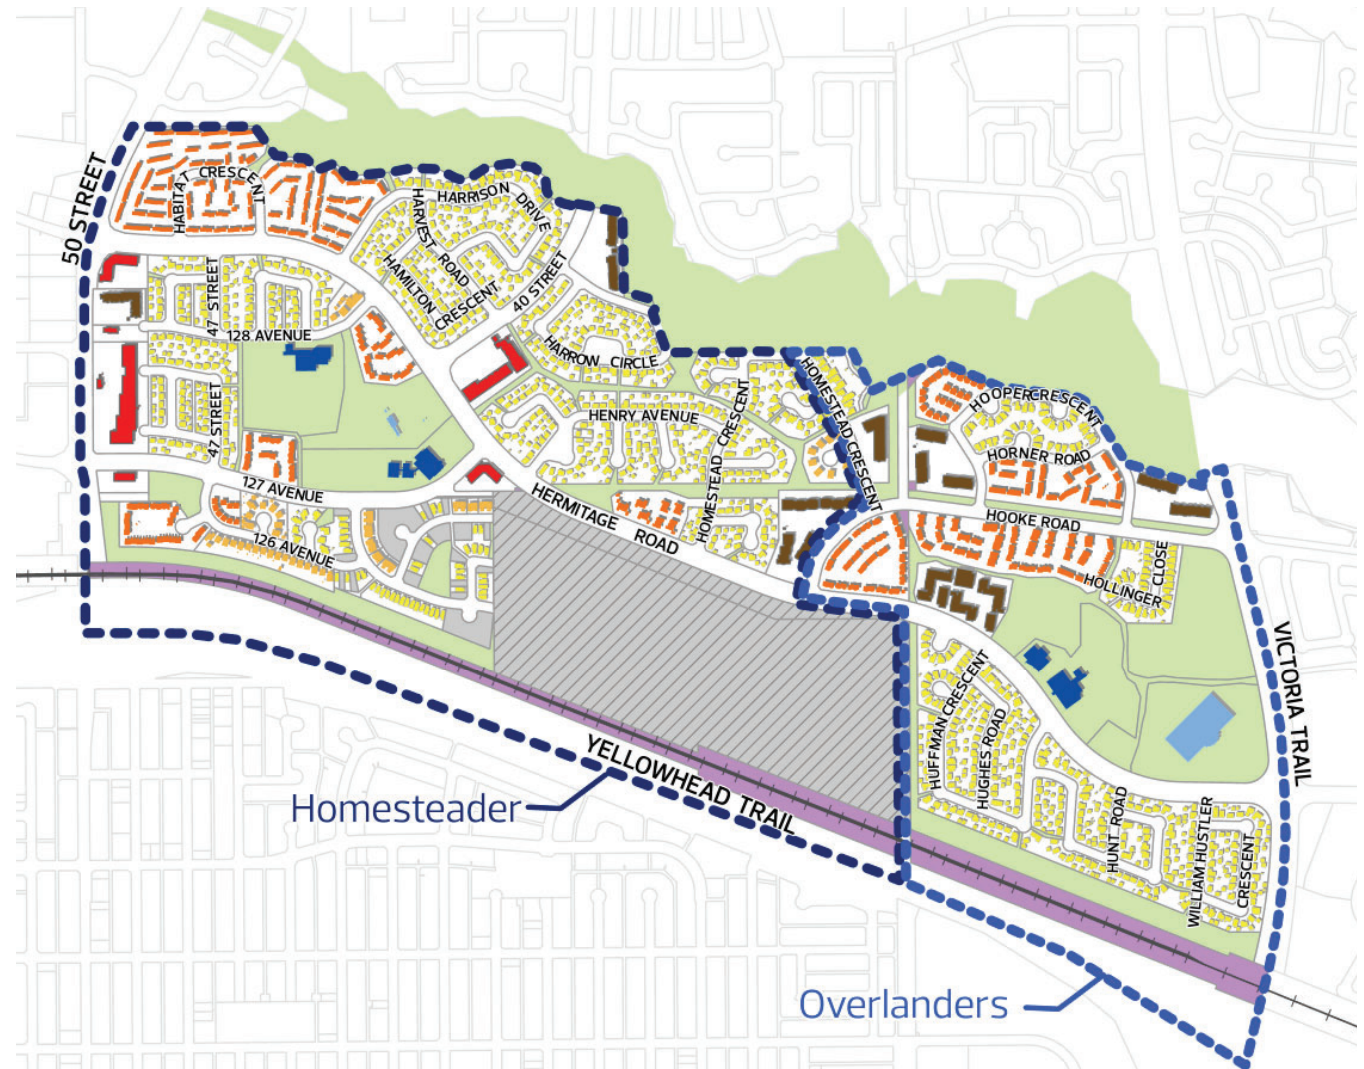 50 STREET
HABITAT CRESCENT
HARRISON DRIVE
HARVEST ROAD
HAMILTON CRESCENT
40 STREET
47 STREET
128 AVENUE
HARROW CIRCLE
47 STREET
HENRY AVENUE
HOMESTEAD CRESCENT
HOMESTEAD CRESCENT
HOOPER CRESCENT
HORNER ROAD
127 AVENUE
HERMITAGE ROAD
HOMESTEAD CRESCENT
HOOKE ROAD
126 AVENUE
HOLLINGER CLOSE
VICTORIA TRAIL
HUFFMAN CRESCENT
HUGHES ROAD
YELLOWHEAD TRAIL
Homesteader
HUNT ROAD
WILLIAM HUSTLER CRESCENT
Overlanders